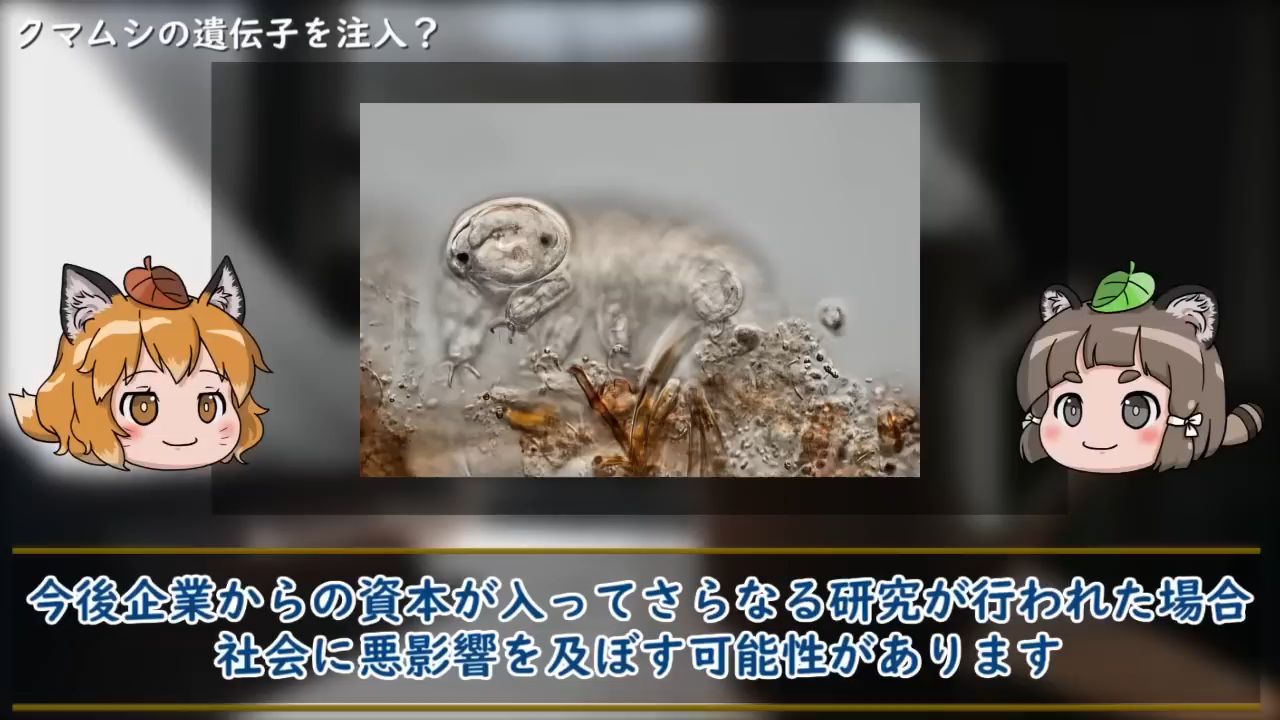 クマムシの遺伝子を注入？
今後企業からの資本が入ってさらなる研究が行われた場合
社会に悪影響を及ぼす可能性があります